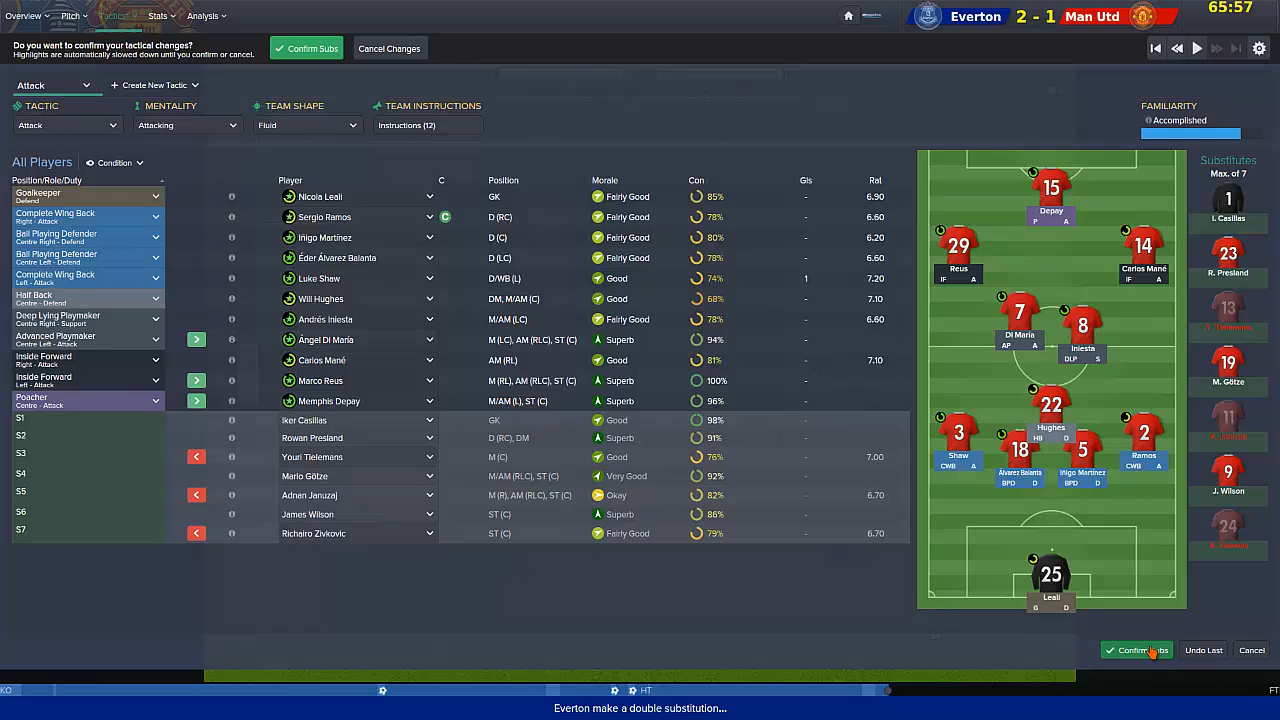 Overview Pitch Tactics Stats Analysis
Everton 2 - 1 Man Utd
65:57
Do you want to confirm your tactical changes?
Highlights are automatically slowed down until you confirm or cancel.
Confirm Subs Cancel Changes
Attack + Create New Tactic
TACTIC MENTALITY TEAM SHAPE TEAM INSTRUCTIONS
Attack Attacking Fluid Instructions (12)
FAMILIARITY
Accomplished
All Players Condition
Position/Role/Duty Player C Position Morale Con Gls Rat
Goalkeeper
Defend
Nicola Leali GK Fairly Good 85% - 6.90
Complete Wing Back
Right - Attack
Sergio Ramos C D (RC) Fairly Good 78% - 6.60
Ball Playing Defender
Centre Right - Defend
Iñigo Martínez D (C) Fairly Good 80% - 6.20
Ball Playing Defender
Centre Left - Defend
Éder Álvarez Balanta D (LC) Fairly Good 78% - 6.60
Complete Wing Back
Left - Attack
Luke Shaw D/WB (L) Good 74% 1 7.20
Half Back
Centre - Defend
Will Hughes DM, M/AM (C) Good 68% - 7.10
Deep Lying Playmaker
Centre Right - Support
Andrés Iniesta M/AM (LC) Fairly Good 78% - 6.60
Advanced Playmaker
Centre Left - Attack
Ángel Di María M (LC), AM (RLC), ST (C) Superb 94% -
Inside Forward
Right - Attack
Carlos Mané AM (RL) Good 81% - 7.10
Inside Forward
Left - Attack
Marco Reus M (RL), AM (RLC), ST (C) Superb 100% -
Poacher
Centre - Attack
Memphis Depay M/AM (L), ST (C) Superb 96% -
S1 Iker Casillas GK Good 98% -
S2 Rowan Presland D (RC), DM Superb 91% -
S3 Youri Tielemans M (C) Good 76% - 7.00
S4 Mario Götze M/AM (RLC), ST (C) Very Good 92% -
S5 Adnan Januzaj M (R), AM (RLC), ST (C) Okay 82% - 6.70
S6 James Wilson ST (C) Superb 86% -
S7 Richairo Zivkovic ST (C) Fairly Good 79% - 6.70
15
Depay
P A
29
Reus
IF A
14
Carlos Mané
IF A
7
Di María
AP A
8
Iniesta
DLP S
22
Hughes
HB D
3
Shaw
CWB A
18
Álvarez Balanta
BPD D
5
Iñigo Martínez
BPD D
2
Ramos
CWB A
25
Leali
G D
Substitutes
Max. of 7
1
I. Casillas
23
R. Presland
13
Y. Tielemans
19
M. Götze
11
A. Januzaj
9
J. Wilson
24
R. Zivkovic
Confirm Subs Undo Last Cancel
KO HT FT
Everton make a double substitution...